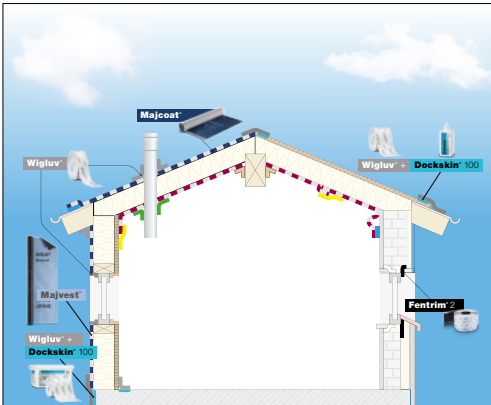 Majcoat®
Wigluv®
Wigluv® + Dockskin® 100
Majvest®
Fentrim® 2
Wigluv® +
Dockskin® 100